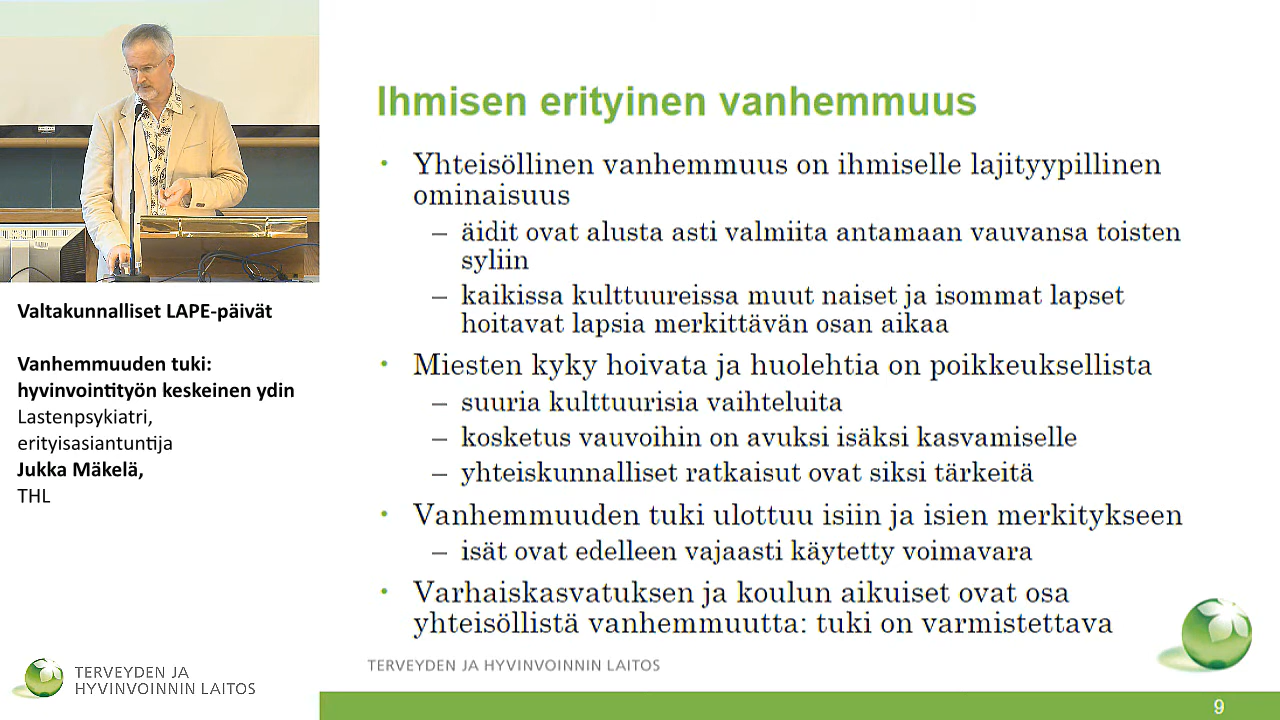 Valtakunnalliset LAPE-päivät
Vanhemmuuden tuki:
hyvinvointityön keskeinen ydin
Lastenpsykiatri,
erityisasiantuntija
Jukka Mäkelä,
THL
TERVEYDEN JA
HYVINVOINNIN LAITOS
Ihmisen erityinen vanhemmuus
• Yhteisöllinen vanhemmuus on ihmiselle lajityypillinen
ominaisuus
– äidit ovat alusta asti valmiita antamaan vauvansa toisten
syliin
– kaikissa kulttuureissa muut naiset ja isommat lapset
hoitavat lapsia merkittävän osan aikaa
• Miesten kyky hoivata ja huolehtia on poikkeuksellista
– suuria kulttuurisia vaihteluita
– kosketus vauvoihin on avuksi isäksi kasvamiselle
– yhteiskunnalliset ratkaisut ovat siksi tärkeitä
• Vanhemmuuden tuki ulottuu isiin ja isien merkitykseen
– isät ovat edelleen vajaasti käytetty voimavara
• Varhaiskasvatuksen ja koulun aikuiset ovat osa
yhteisöllistä vanhemmuutta: tuki on varmistettava
TERVEYDEN JA HYVINVOINNIN LAITOS
9